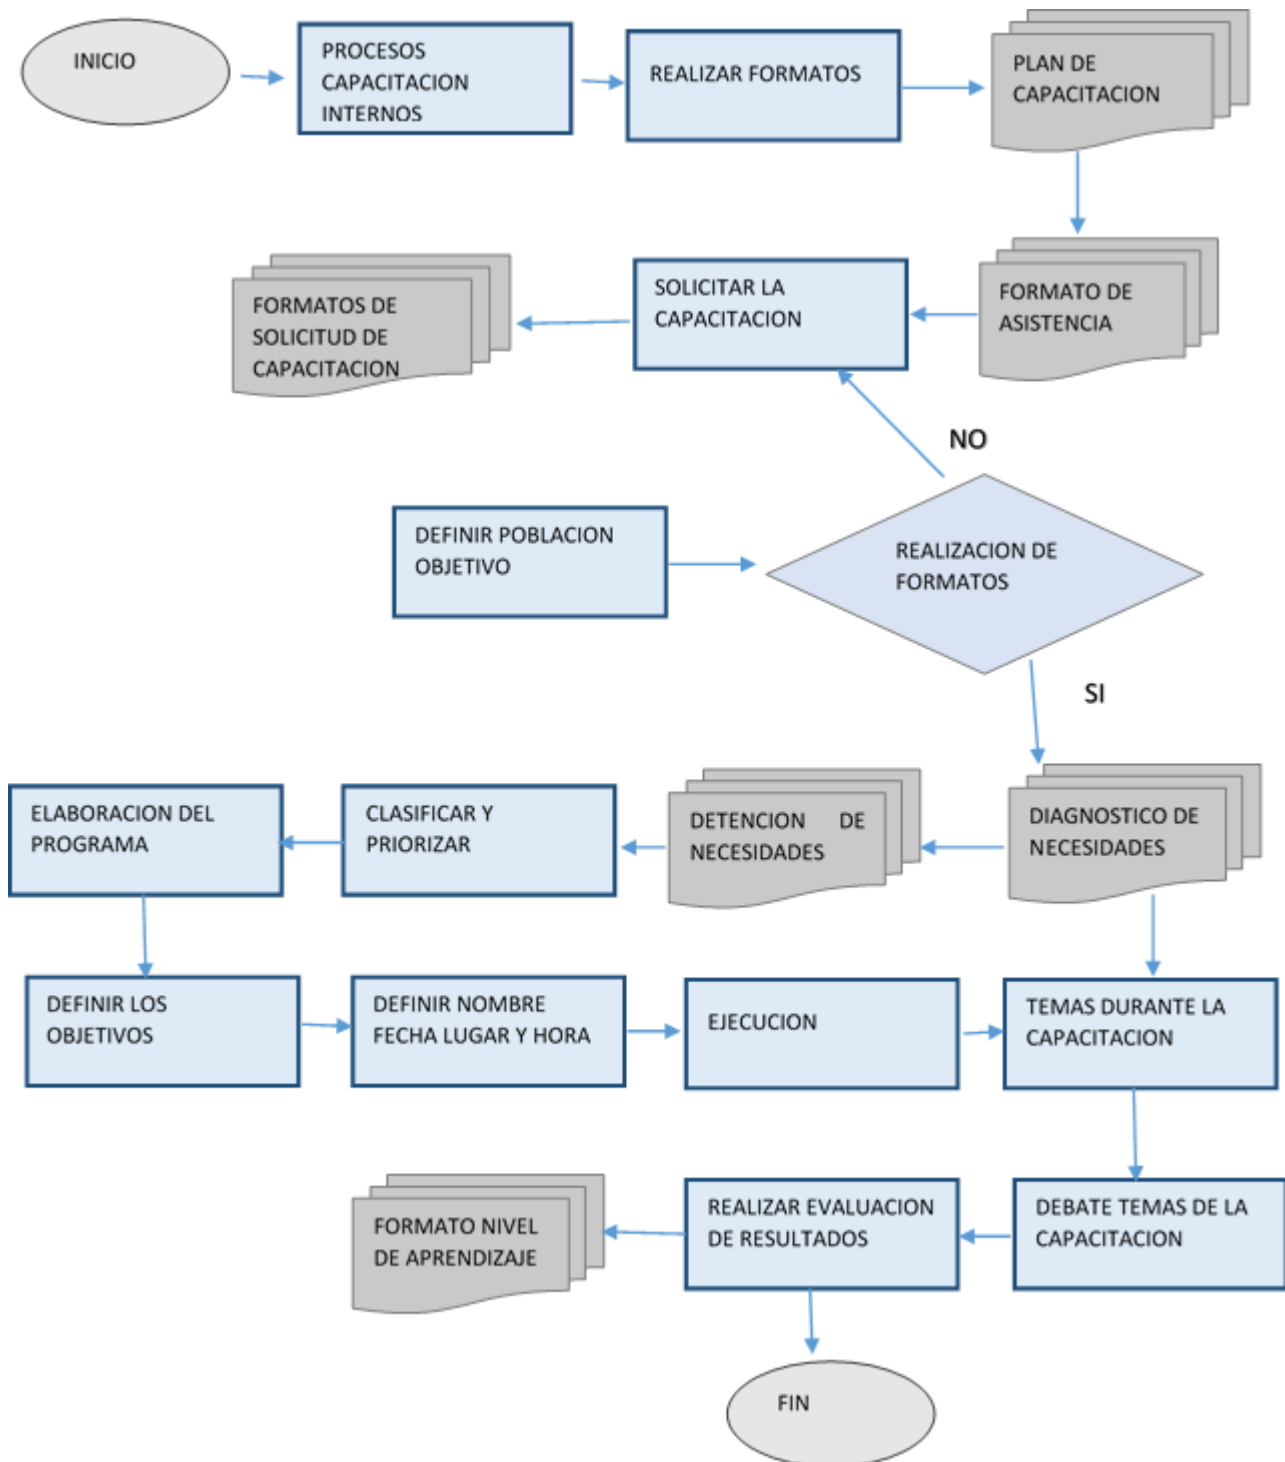 INICIO
PROCESOS
CAPACITACION
INTERNOS
REALIZAR FORMATOS
PLAN DE
CAPACITACION
FORMATOS DE
SOLICITUD DE
CAPACITACION
SOLICITAR LA
CAPACITACION
FORMATO DE
ASISTENCIA
NO
DEFINIR POBLACION
OBJETIVO
REALIZACION DE
FORMATOS
SI
ELABORACION DEL
PROGRAMA
CLASIFICAR Y
PRIORIZAR
DETENCION DE
NECESIDADES
DIAGNOSTICO DE
NECESIDADES
DEFINIR LOS
OBJETIVOS
DEFINIR NOMBRE
FECHA LUGAR Y HORA
EJECUCION
TEMAS DURANTE LA
CAPACITACION
FORMATO NIVEL
DE APRENDIZAJE
REALIZAR EVALUACION
DE RESULTADOS
DEBATE TEMAS DE LA
CAPACITACION
FIN